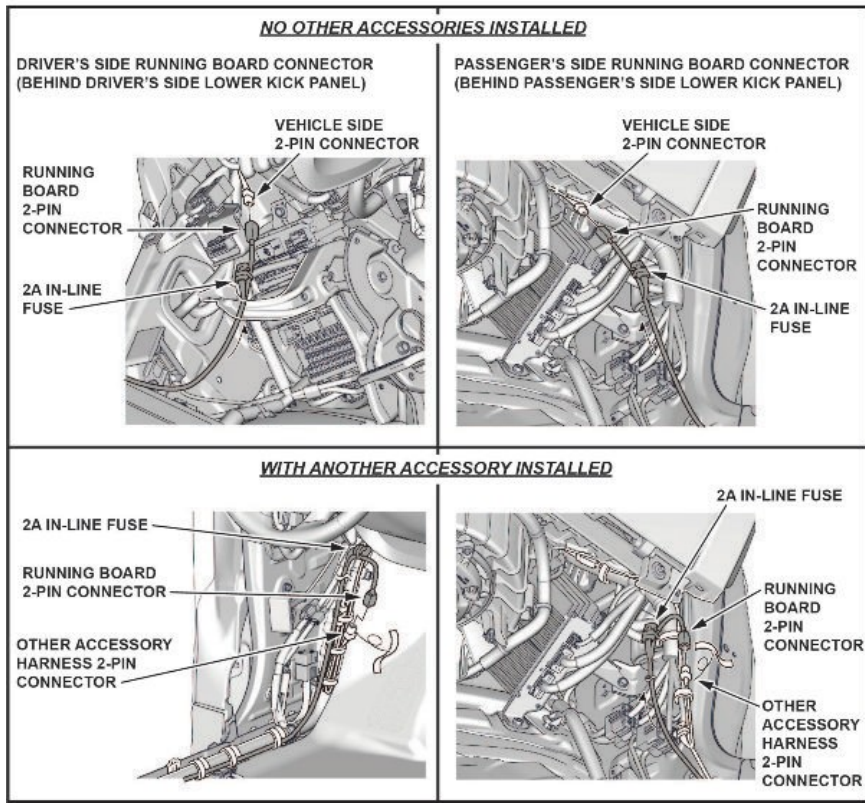 NO OTHER ACCESSORIES INSTALLED
DRIVER'S SIDE RUNNING BOARD CONNECTOR
(BEHIND DRIVER'S SIDE LOWER KICK PANEL)
VEHICLE SIDE
2-PIN CONNECTOR
RUNNING
BOARD
2-PIN
CONNECTOR
2A IN-LINE
FUSE
PASSENGER'S SIDE RUNNING BOARD CONNECTOR
(BEHIND PASSENGER'S SIDE LOWER KICK PANEL)
VEHICLE SIDE
2-PIN CONNECTOR
RUNNING
BOARD
2-PIN
CONNECTOR
2A IN-LINE
FUSE
WITH ANOTHER ACCESSORY INSTALLED
2A IN-LINE FUSE
RUNNING BOARD
2-PIN CONNECTOR
OTHER ACCESSORY
HARNESS 2-PIN
CONNECTOR
2A IN-LINE FUSE
RUNNING
BOARD
2-PIN
CONNECTOR
OTHER
ACCESSORY
HARNESS
2-PIN
CONNECTOR